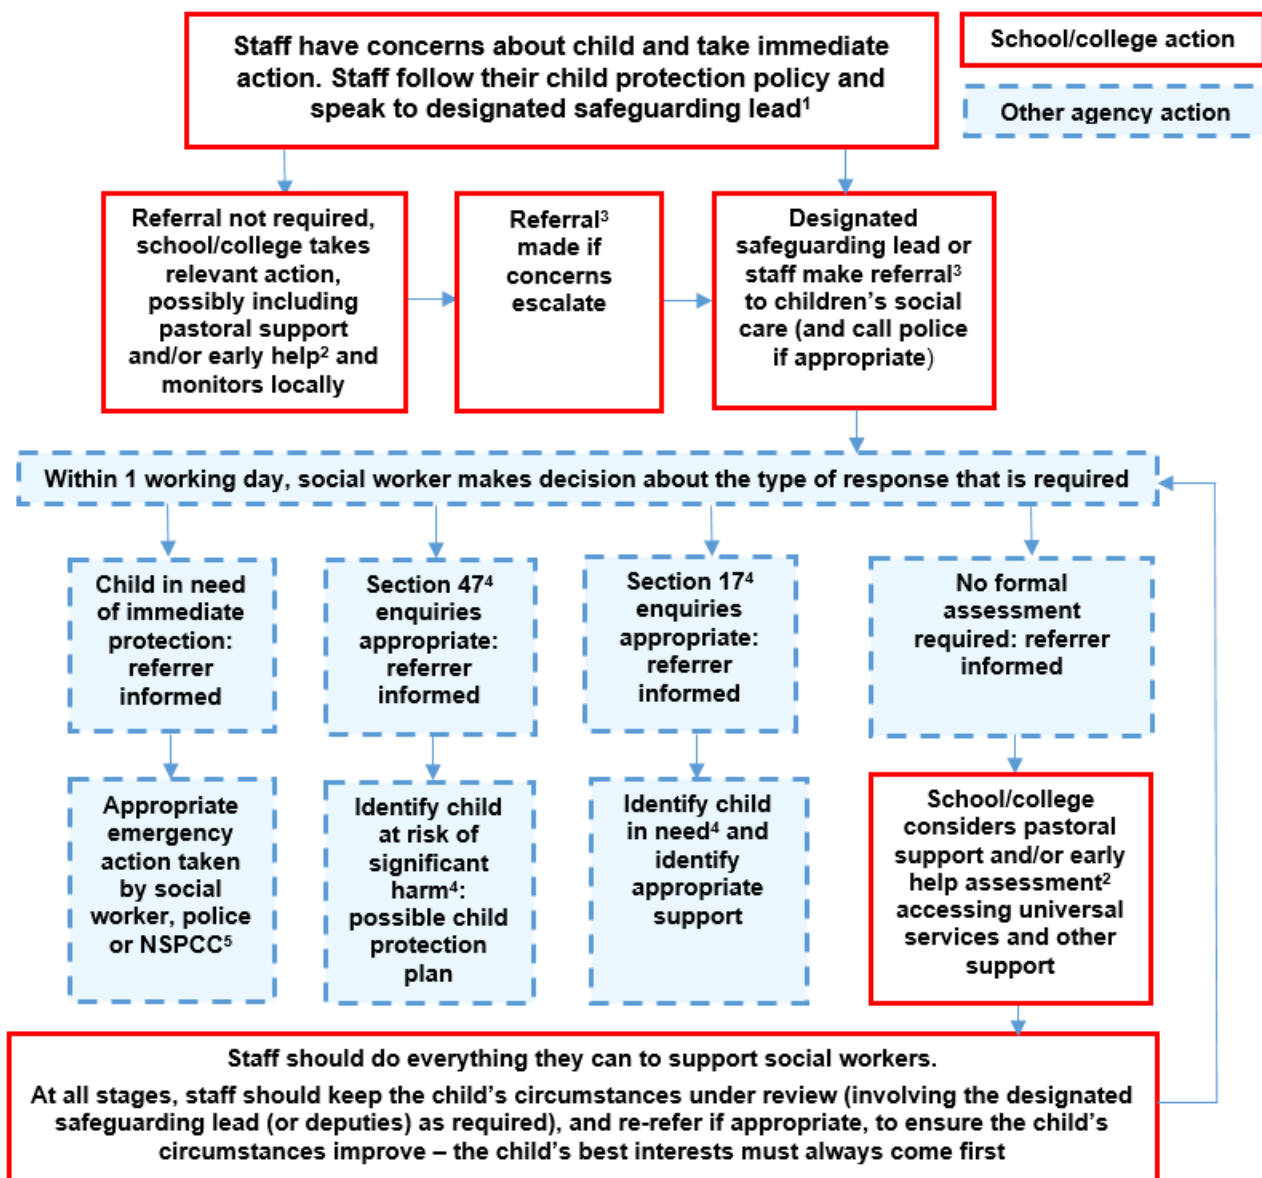 Staff have concerns about child and take immediate
action. Staff follow their child protection policy and
speak to designated safeguarding lead¹
School/college action
Other agency action
Referral not required,
school/college takes
relevant action,
possibly including
pastoral support
and/or early help² and
monitors locally
Referral³
made if
concerns
escalate
Designated
safeguarding lead or
staff make referral³
to children’s social
care (and call police
if appropriate)
Within 1 working day, social worker makes decision about the type of response that is required
Child in need
of immediate
protection:
referrer
informed
Section 47⁴
enquiries
appropriate:
referrer
informed
Section 17⁴
enquiries
appropriate:
referrer
informed
No formal
assessment
required: referrer
informed
Appropriate
emergency
action taken
by social
worker, police
or NSPCC⁵
Identify child
at risk of
significant
harm⁴:
possible child
protection
plan
Identify child
in need⁴ and
identify
appropriate
support
School/college
considers pastoral
support and/or early
help assessment²
accessing universal
services and other
support
Staff should do everything they can to support social workers.
At all stages, staff should keep the child’s circumstances under review (involving the designated
safeguarding lead (or deputies) as required), and re-refer if appropriate, to ensure the child’s
circumstances improve – the child’s best interests must always come first